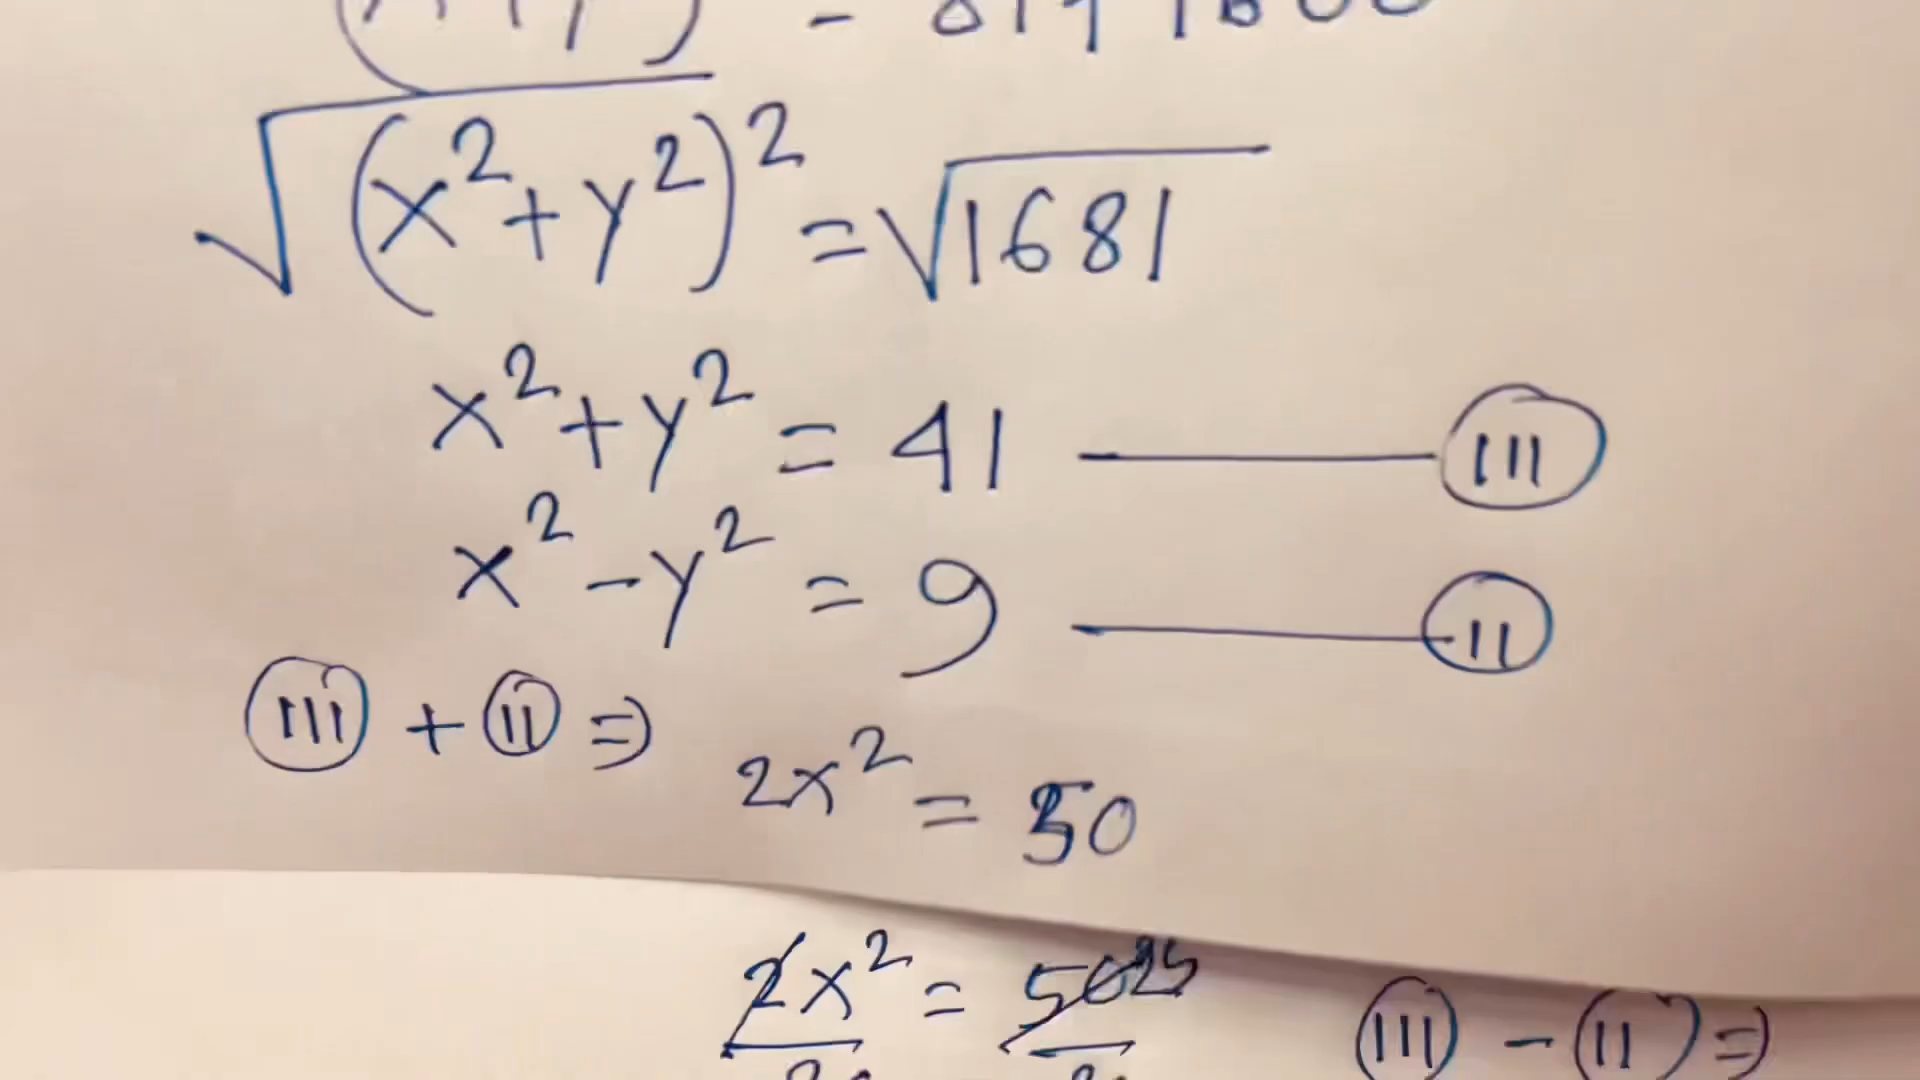 √(x²+y²)² = √1681
x²+y² = 41 — III
x²-y² = 9 — II
III + II ⇒ 2x² = 50
2x² = 50 25
III - II ⇒